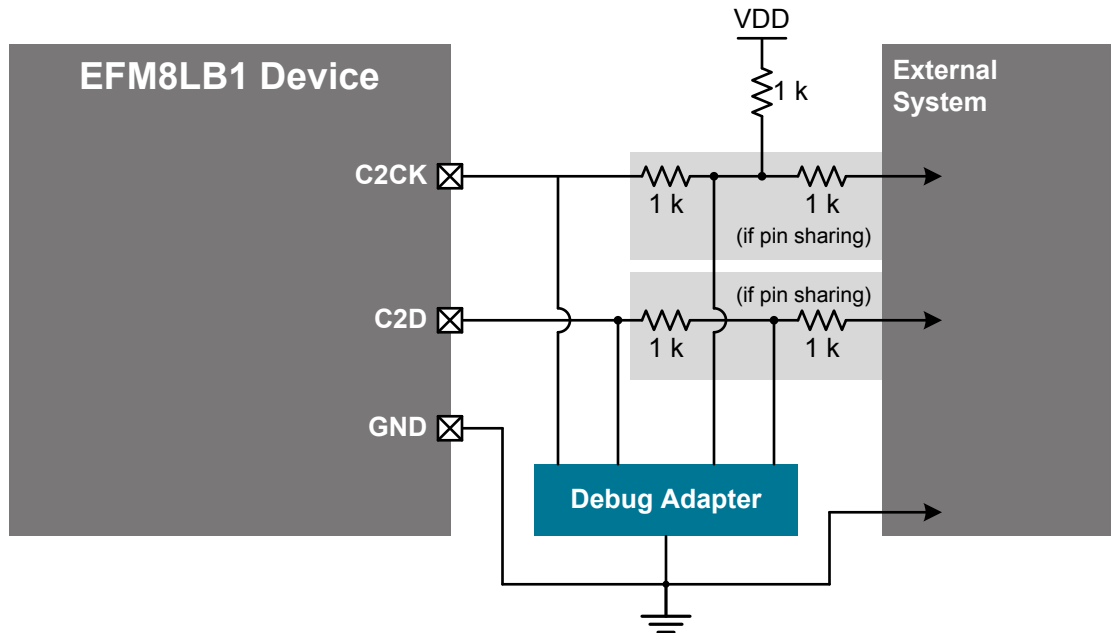 VDD
EFM8LB1 Device
1 k
External
System
C2CK
1 k
1 k
(if pin sharing)
(if pin sharing)
C2D
1 k
1 k
GND
Debug Adapter